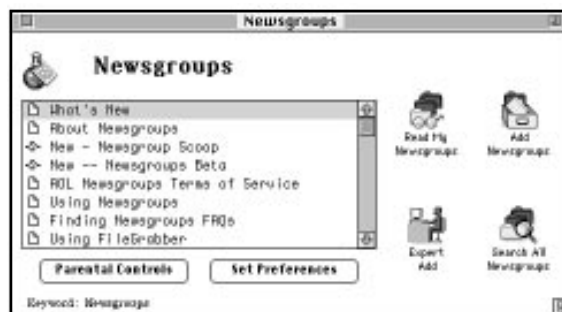 Newsgroups
Newsgroups
What's New
About Newsgroups
New - Newsgroup Scoop
New -- Newsgroups Beta
AOL Newsgroups Terms of Service
Using Newsgroups
Finding Newsgroups FAQs
Using FileGrabber
Parental Controls
Set Preferences
Keyword: Newsgroups
Read My
Newsgroups
Add
Newsgroups
Expert
Add
Search All
Newsgroups